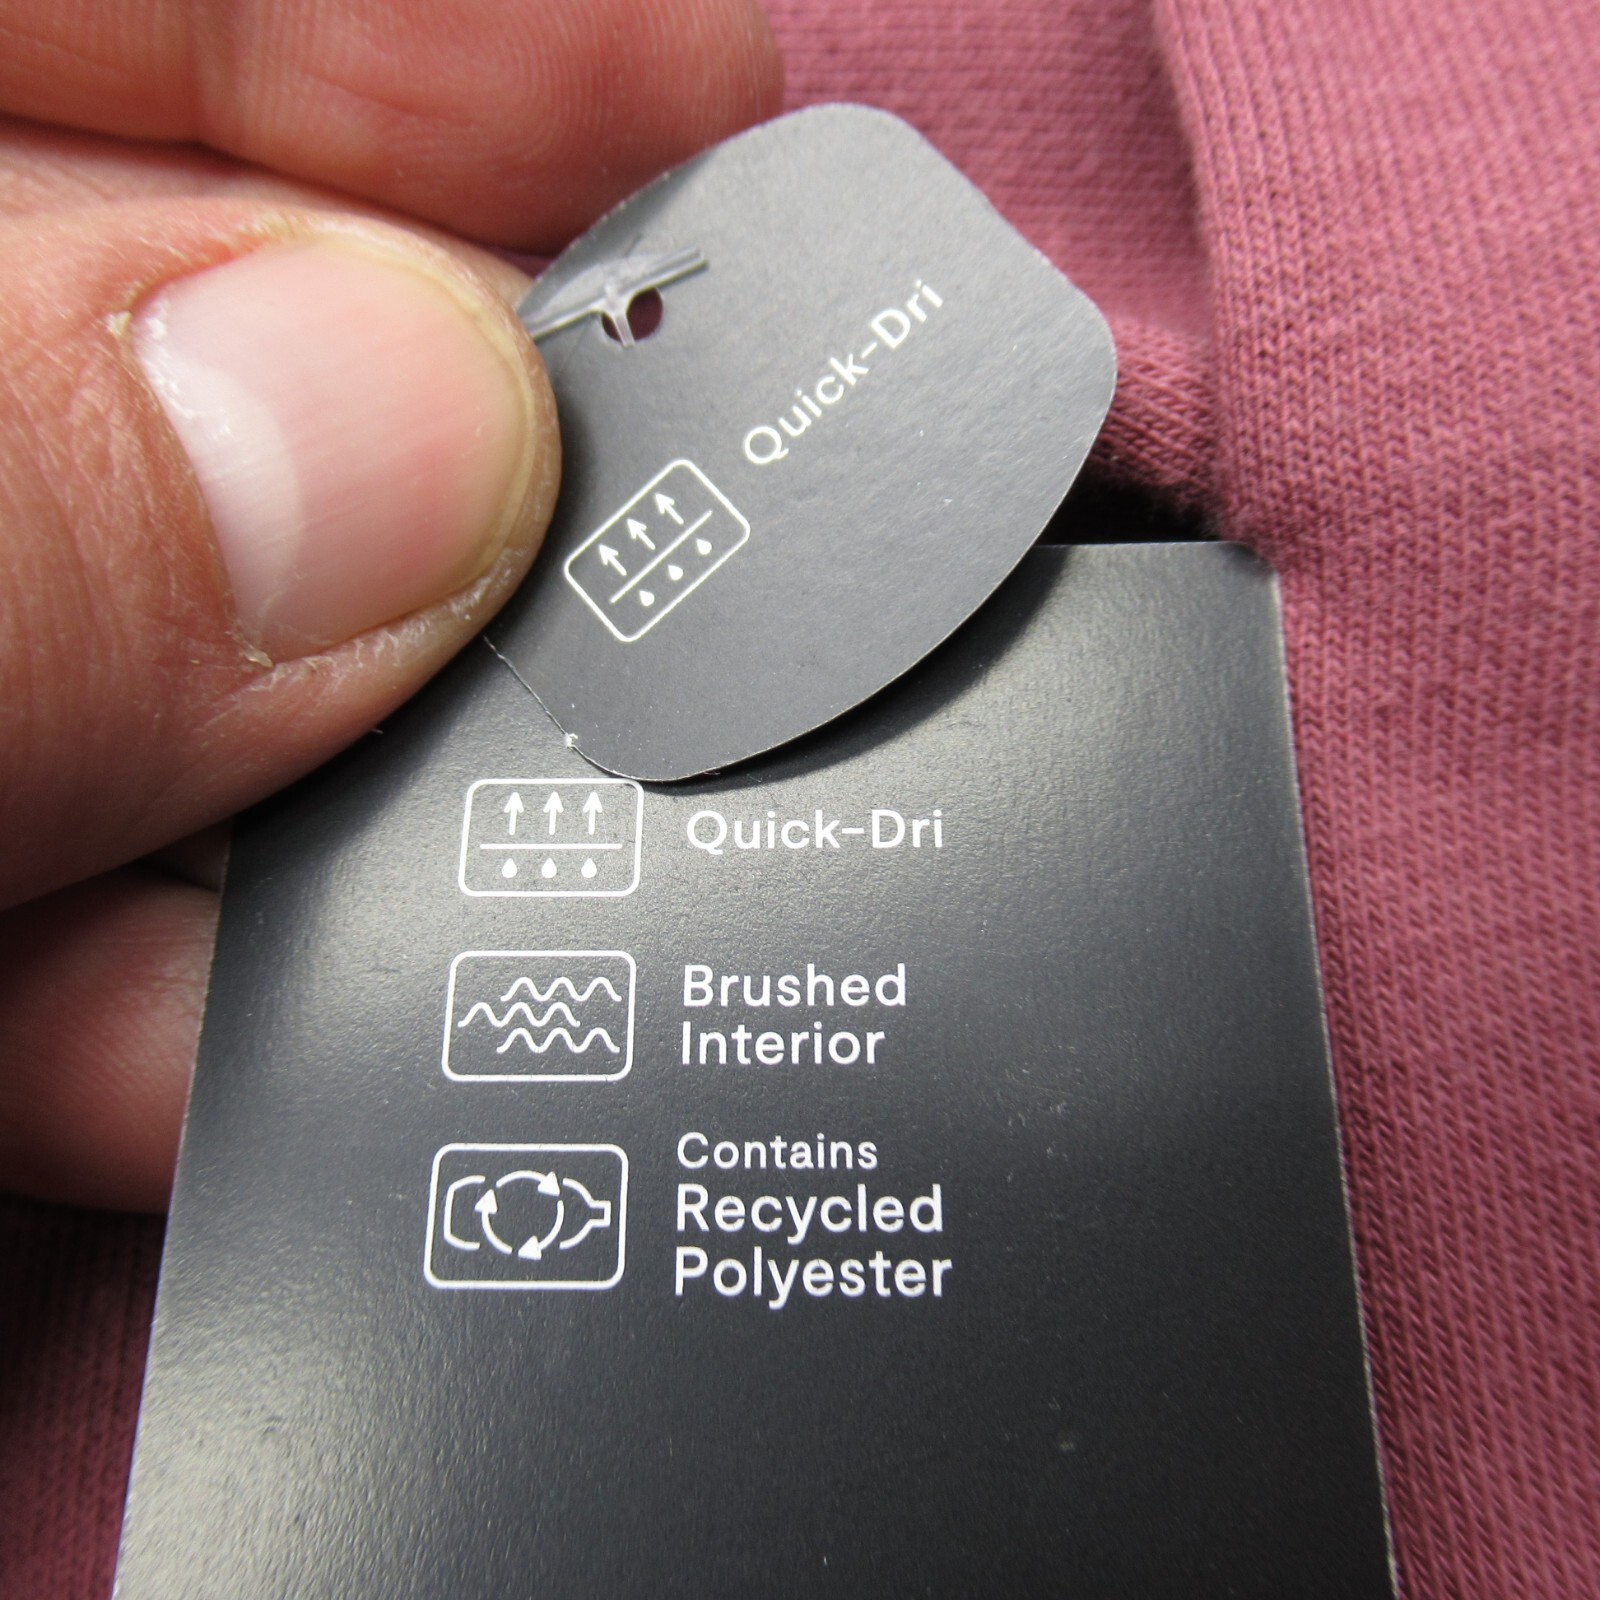 Quick-Dri
Quick-Dri
Brushed
Interior
Contains
Recycled
Polyester